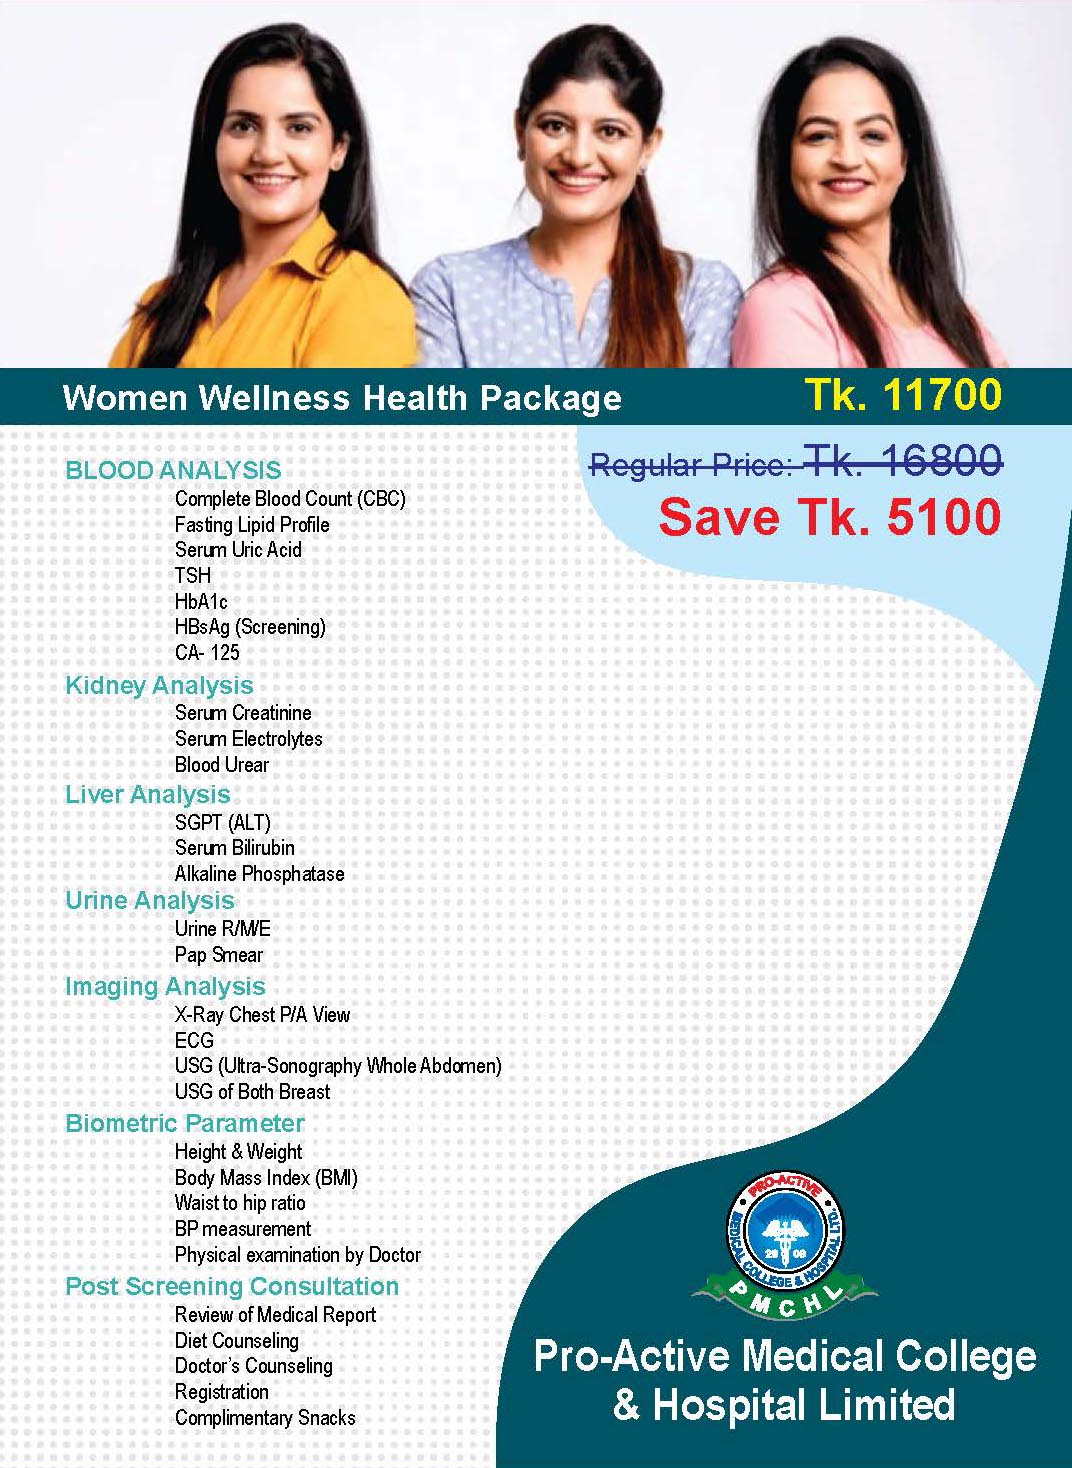 Women Wellness Health Package
Tk. 11700
Regular Price: Tk. 16800
Save Tk. 5100
BLOOD ANALYSIS
Complete Blood Count (CBC)
Fasting Lipid Profile
Serum Uric Acid
TSH
HbA1c
HBsAg (Screening)
CA- 125
Kidney Analysis
Serum Creatinine
Serum Electrolytes
Blood Urear
Liver Analysis
SGPT (ALT)
Serum Bilirubin
Alkaline Phosphatase
Urine Analysis
Urine R/M/E
Pap Smear
Imaging Analysis
X-Ray Chest P/A View
ECG
USG (Ultra-Sonography Whole Abdomen)
USG of Both Breast
Biometric Parameter
Height & Weight
Body Mass Index (BMI)
Waist to hip ratio
BP measurement
Physical examination by Doctor
Post Screening Consultation
Review of Medical Report
Diet Counseling
Doctor's Counseling
Registration
Complimentary Snacks
PRO-ACTIVE
MEDICAL COLLEGE & HOSPITAL LTD.
PMCHL
Pro-Active Medical College
& Hospital Limited